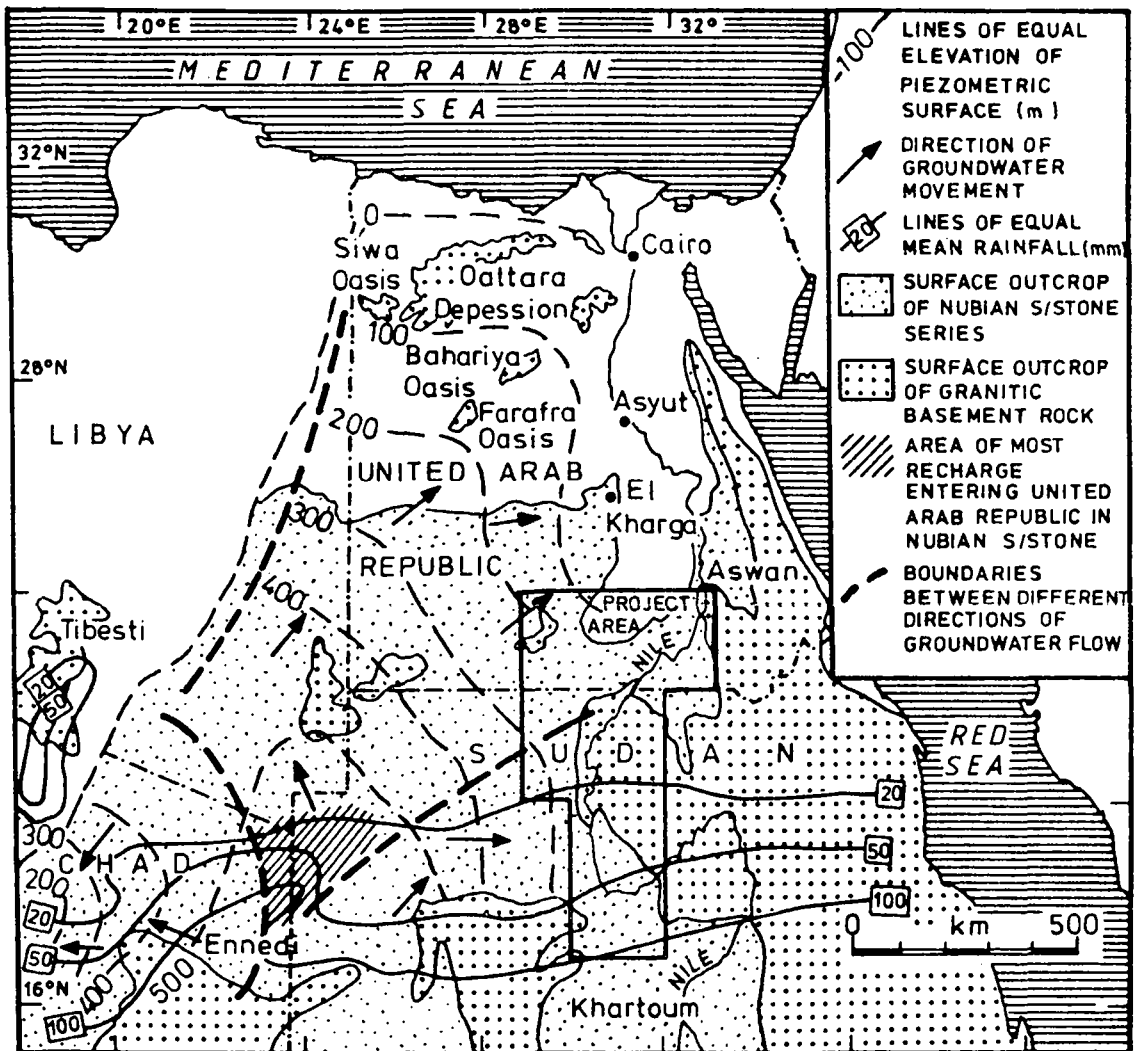 20°E 24°E 28°E 32°
MEDITERRANEAN
SEA
32°N
0
Siwa
Oasis
Cairo
Oattara
Depession
100
28°N
Bahariya
Oasis
Farafra
Oasis
Asyut
LIBYA
200
UNITED ARAB
El
Kharga
300
REPUBLIC
Aswan
400
PROJECT
AREA
Tibesti
NILE
20
50
SUDAN
RED
SEA
20
300
CHAD
50
200
20
100
0 km 500
Ennedi
50
NILE
16°N
400
500
Khartoum
100
-100
LINES OF EQUAL
ELEVATION OF
PIEZOMETRIC
SURFACE (m)
DIRECTION OF
GROUNDWATER
MOVEMENT
20
LINES OF EQUAL
MEAN RAINFALL(mm)
SURFACE OUTCROP
OF NUBIAN S/STONE
SERIES
SURFACE OUTCROP
OF GRANITIC
BASEMENT ROCK
AREA OF MOST
RECHARGE
ENTERING UNITED
ARAB REPUBLIC IN
NUBIAN S/STONE
BOUNDARIES
BETWEEN DIFFERENT
DIRECTIONS OF
GROUNDWATER FLOW